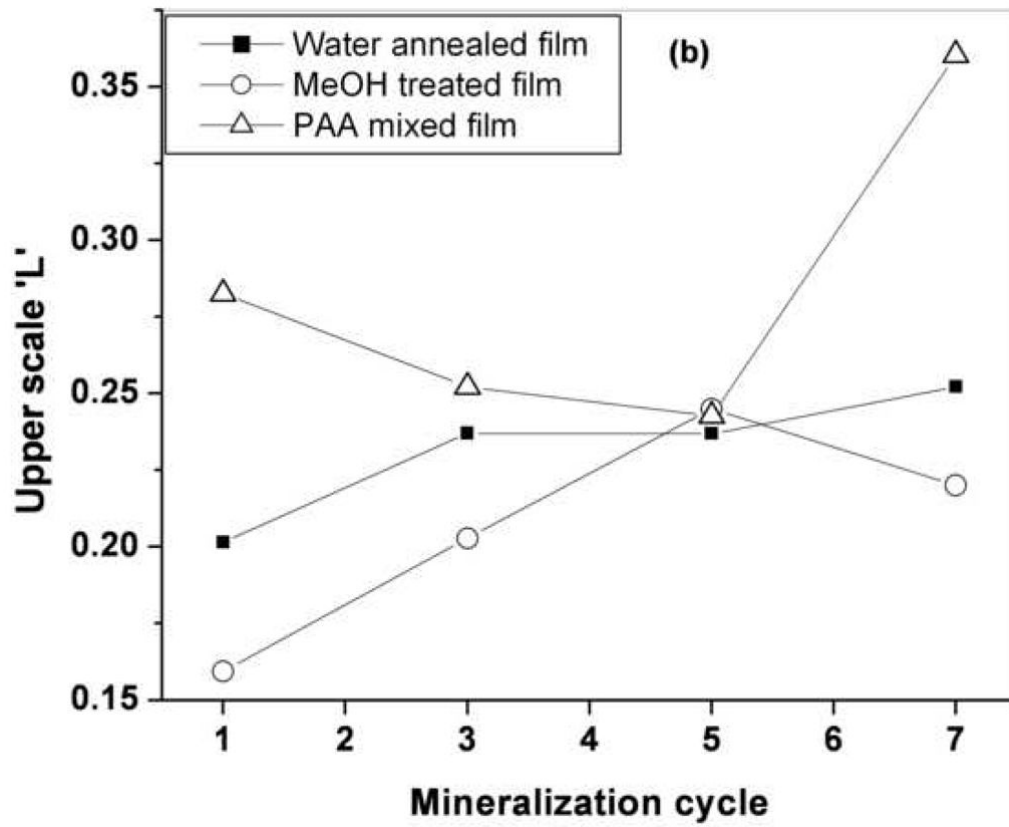 Water annealed film
MeOH treated film
PAA mixed film
(b)
0.35
0.30
0.25
0.20
0.15
Upper scale 'L'
1 2 3 4 5 6 7
Mineralization cycle